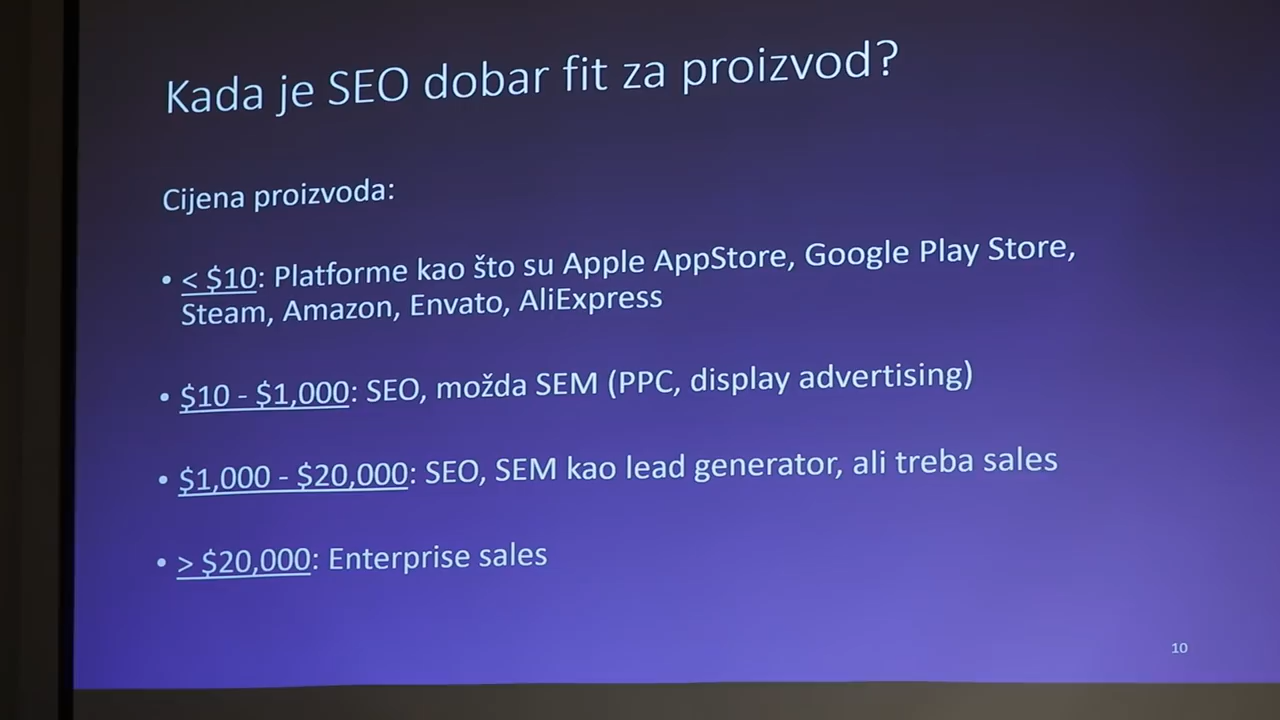 Kada je SEO dobar fit za proizvod?
Cijena proizvoda:
• < $10: Platforme kao što su Apple AppStore, Google Play Store,
Steam, Amazon, Envato, AliExpress
• $10 - $1,000: SEO, možda SEM (PPC, display advertising)
• $1,000 - $20,000: SEO, SEM kao lead generator, ali treba sales
• > $20,000: Enterprise sales
10